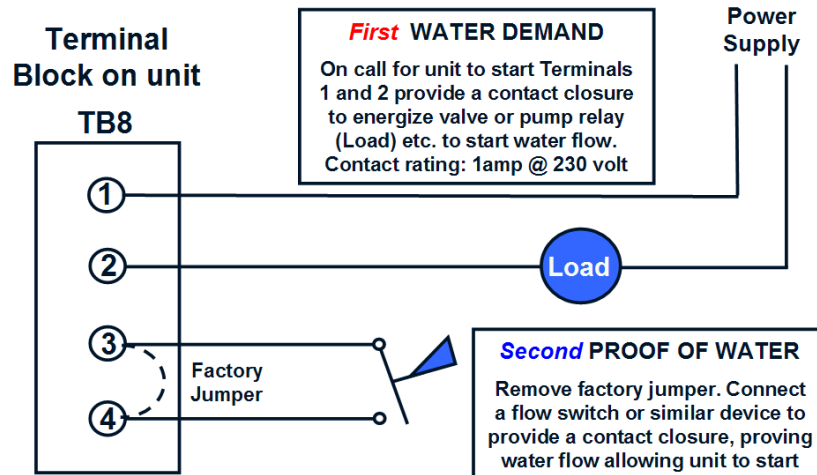 Terminal
Block on unit
TB8
First WATER DEMAND
On call for unit to start Terminals
1 and 2 provide a contact closure
to energize valve or pump relay
(Load) etc. to start water flow.
Contact rating: 1amp @ 230 volt
Power
Supply
1
2
Load
3
4
Factory
Jumper
Second PROOF OF WATER
Remove factory jumper. Connect
a flow switch or similar device to
provide a contact closure, proving
water flow allowing unit to start